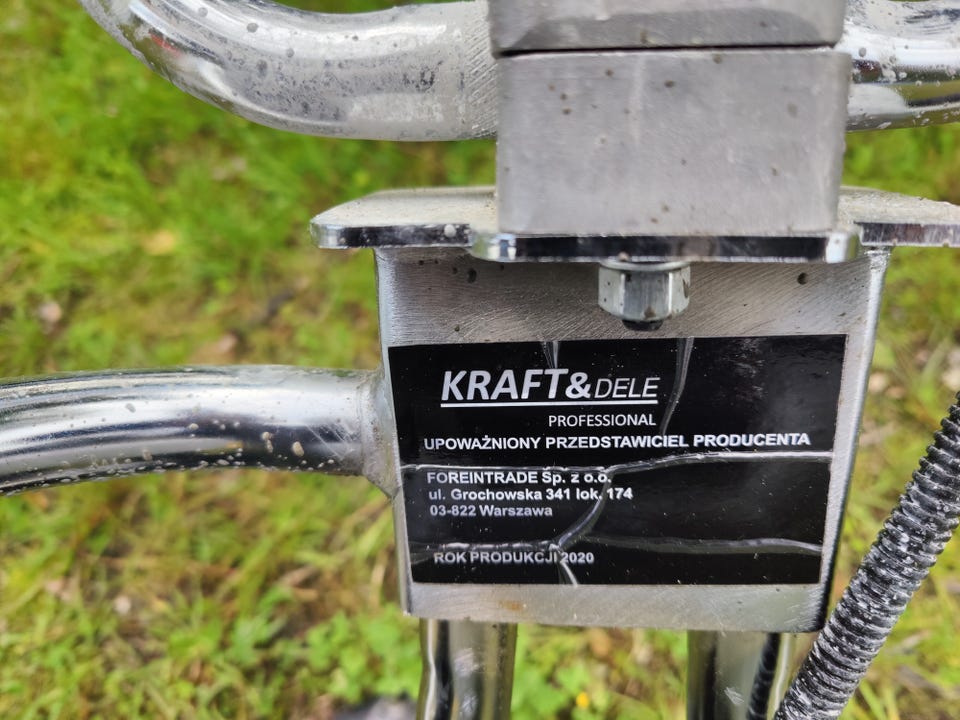 KRAFT&DELE
PROFESSIONAL
UPOWAŻNIONY PRZEDSTAWICIEL PRODUCENTA
FOREINTRADE Sp. z o.o.
ul. Grochowska 341 lok. 174
03-822 Warszawa
ROK PRODUKCJI 2020